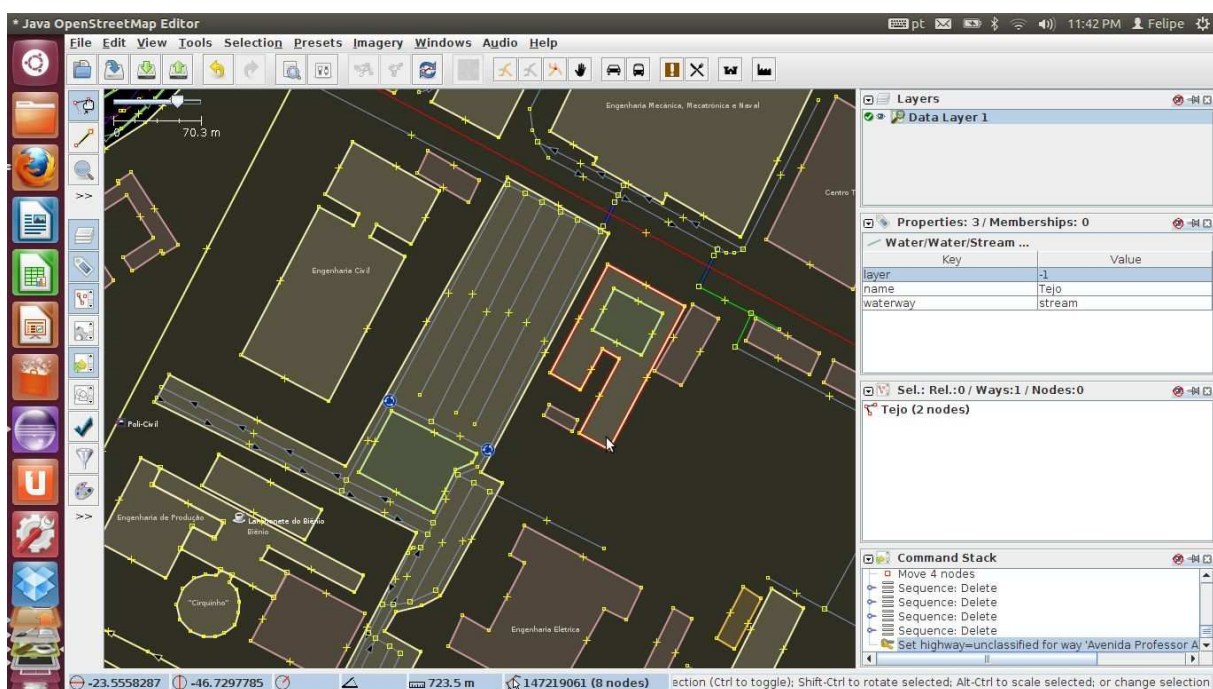 * Java OpenStreetMap Editor
pt
11:42 PM
Felipe
File Edit View Tools Selection Presets Imagery Windows Audio Help
0
70.3 m
>>
>>
Engenharia Mecânica, Mecatrônica e Naval
Centro T
Engenharia Civil
Poli-Civil
Engenharia de Produção
Lanchonete do Biênio
Biênio
"Cirquinho"
Engenharia Elétrica
Layers
Data Layer 1
Properties: 3 / Memberships: 0
Water/Water/Stream ...
Key Value
layer -1
name Tejo
waterway stream
Sel.: Rel.:0 / Ways:1 / Nodes:0
Tejo (2 nodes)
Command Stack
Move 4 nodes
Sequence: Delete
Sequence: Delete
Sequence: Delete
Sequence: Delete
Set highway=unclassified for way 'Avenida Professor A
-23.5558287 -46.7297785 723.5 m 147219061 (8 nodes) ection (Ctrl to toggle); Shift-Ctrl to rotate selected; Alt-Ctrl to scale selected; or change selection